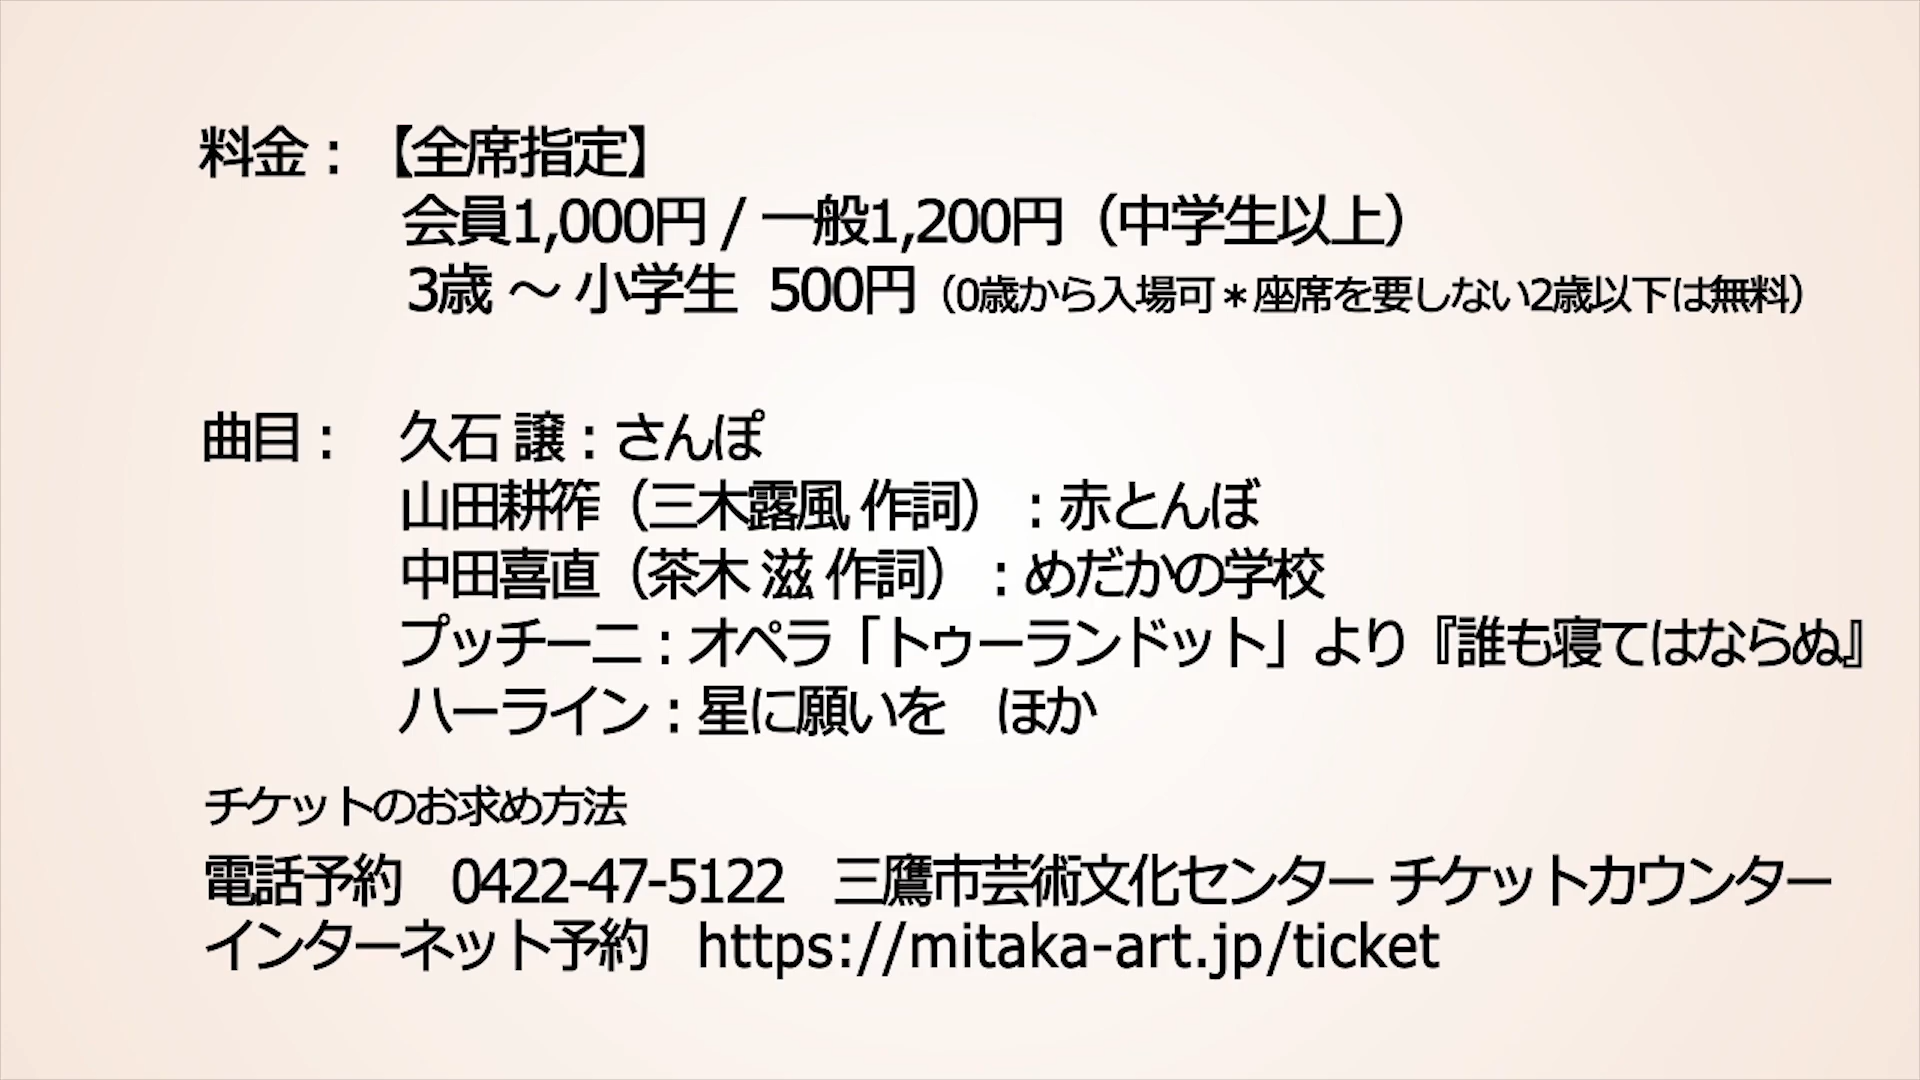 料金：【全席指定】
会員1,000円 / 一般1,200円（中学生以上）
3歳 ～ 小学生 500円（0歳から入場可＊座席を要しない2歳以下は無料）
曲目： 久石 譲：さんぽ
山田耕筰（三木露風 作詞）：赤とんぼ
中田喜直（茶木 滋 作詞）：めだかの学校
プッチーニ：オペラ「トゥーランドット」より『誰も寝てはならぬ』
ハーライン：星に願いを　ほか
チケットのお求め方法
電話予約　0422-47-5122　三鷹市芸術文化センター チケットカウンター
インターネット予約　https://mitaka-art.jp/ticket